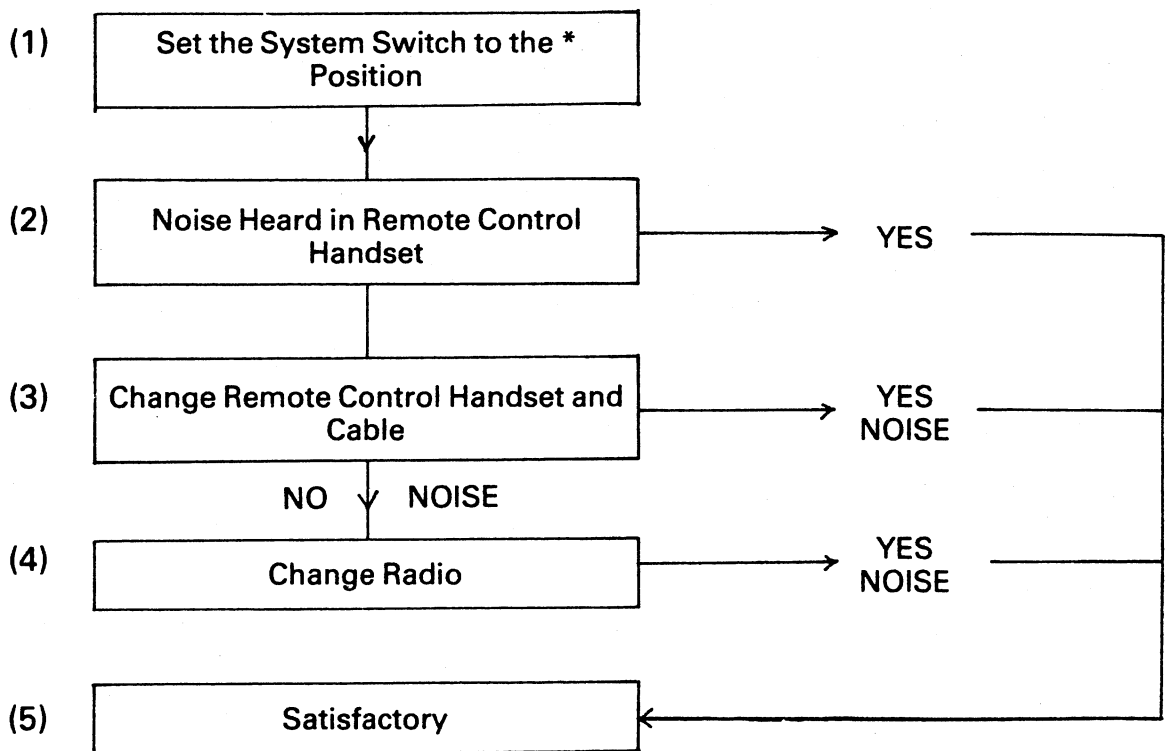 (1) Set the System Switch to the *
Position
(2) Noise Heard in Remote Control
Handset
YES
(3) Change Remote Control Handset and
Cable
YES
NOISE
NO NOISE
(4) Change Radio
YES
NOISE
(5) Satisfactory